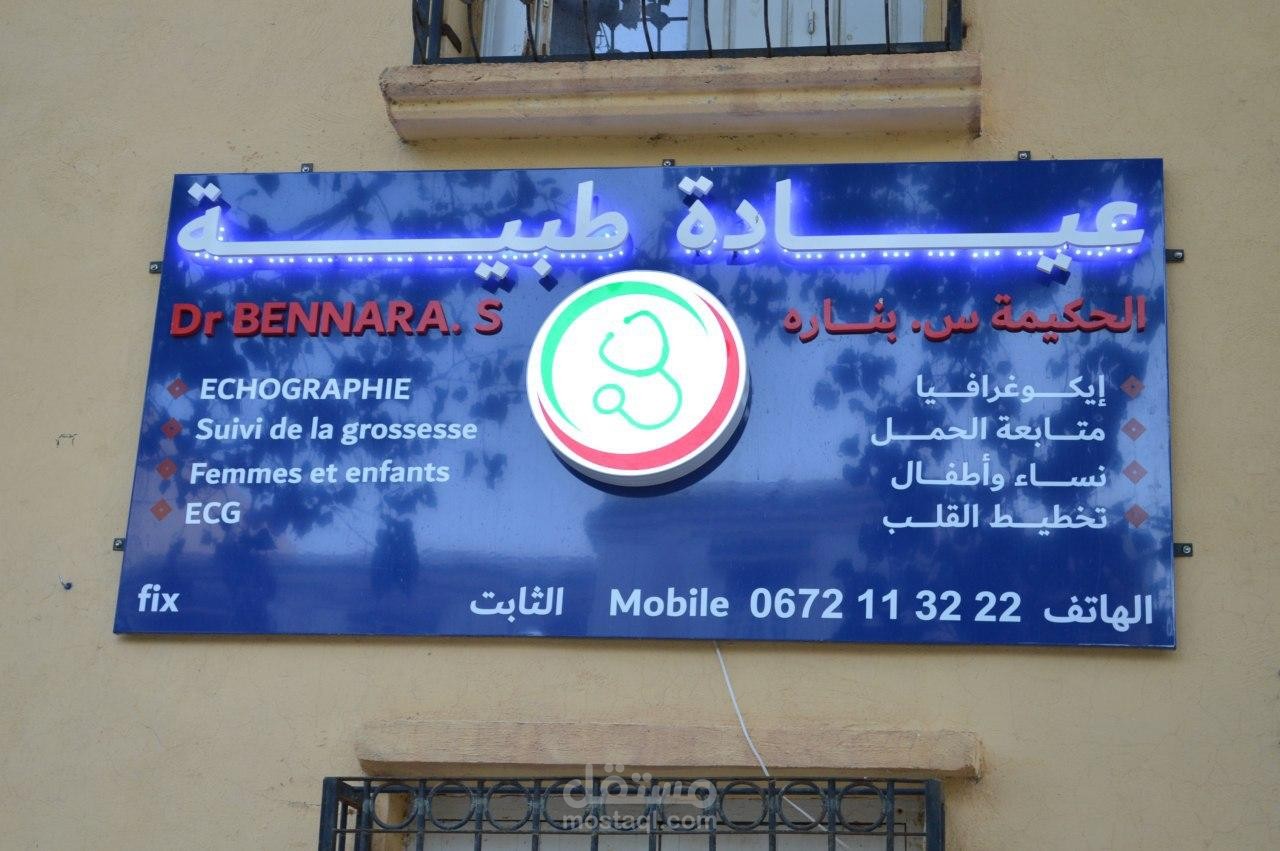 عيادة طبية
الحكيمة س. بناره
Dr BENNARA. S
إيكوغرافيا
متابعة الحمل
نساء وأطفال
تخطيط القلب
ECHOGRAPHIE
Suivi de la grossesse
Femmes et enfants
ECG
fix الثابت Mobile 0672 11 32 22 الهاتف
مستقل
mostaql.com